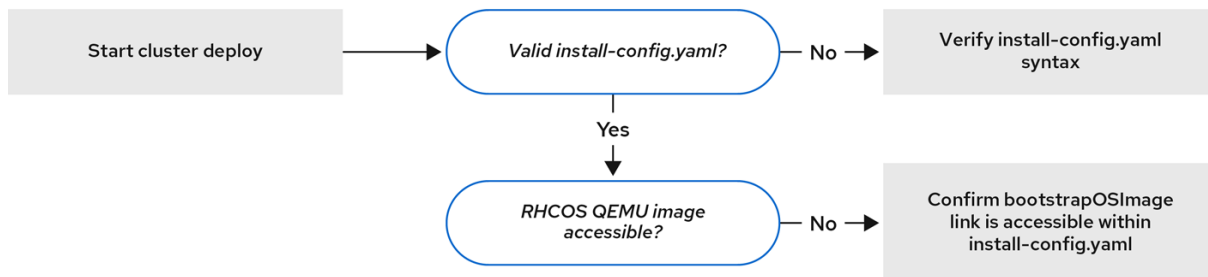 Start cluster deploy
Valid install-config.yaml?
No
Verify install-config.yaml
syntax
Yes
RHCOS QEMU image
accessible?
No
Confirm bootstrapOSImage
link is accessible within
install-config.yaml